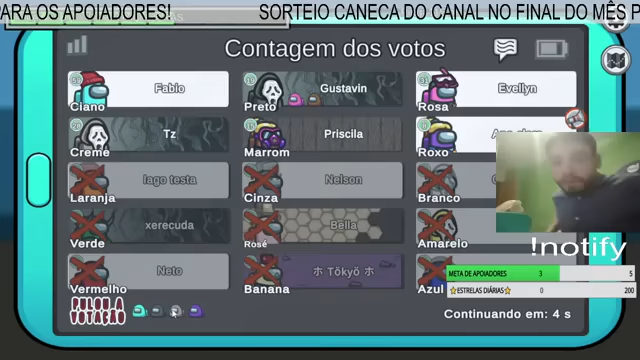 PARA OS APOIADORES! SORTEIO CANECA DO CANAL NO FINAL DO MÊS P
Contagem dos votos
Fabio Gustavin Evellyn
Ciano Preto Rosa
Tz Priscila
Creme Marrom Roxo
Iago testa Nelson
Laranja Cinza Branco
xerecuda Bella
Verde Rosé Amarelo
Neto ホ Tōkyō ホ
Vermelho Banana Azul
!notify
META DE APOIADORES 3 5
⭐ESTRELAS DIÁRIAS⭐ 0 200
PULOU A
VOTAÇÃO
Continuando em: 4 s